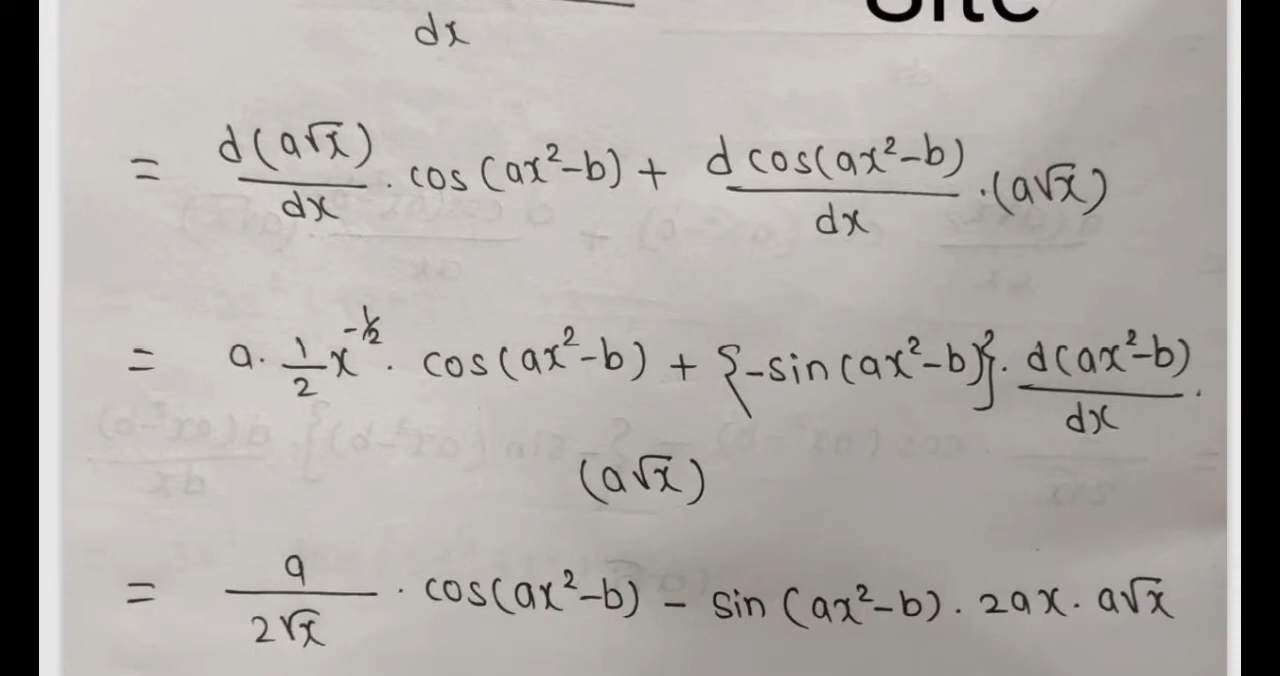 dx
= d(a√x)/dx · cos(ax²-b) + d cos(ax²-b)/dx · (a√x)
= a · 1/2 x^(-1/2) · cos(ax²-b) + {-sin(ax²-b)} · d(ax²-b)/dx ·
(a√x)
= a/2√x · cos(ax²-b) - sin(ax²-b) · 2ax · a√x